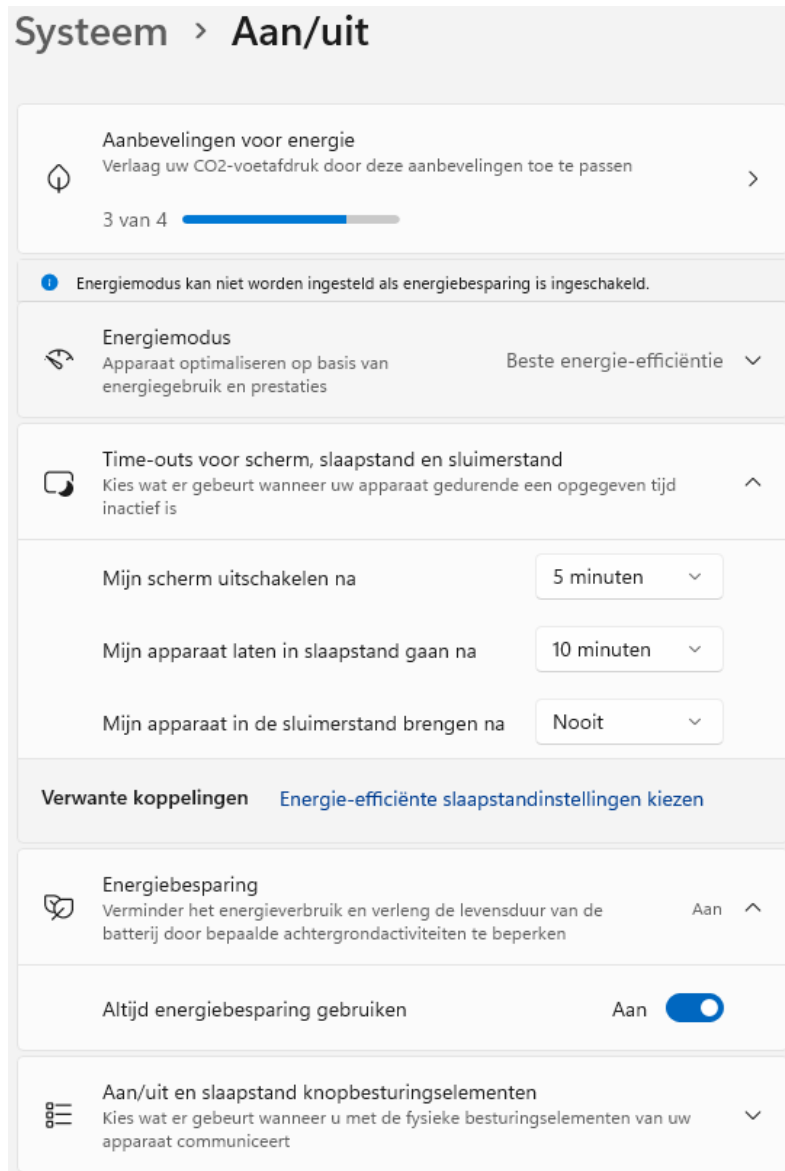 Systeem > Aan/uit
Aanbevelingen voor energie
Verlaag uw CO2-voetafdruk door deze aanbevelingen toe te passen
3 van 4
Energiemodus kan niet worden ingesteld als energiebesparing is ingeschakeld.
Energiemodus
Apparaat optimaliseren op basis van
energiegebruik en prestaties
Beste energie-efficiëntie
Time-outs voor scherm, slaapstand en sluimerstand
Kies wat er gebeurt wanneer uw apparaat gedurende een opgegeven tijd
inactief is
Mijn scherm uitschakelen na
5 minuten
Mijn apparaat laten in slaapstand gaan na
10 minuten
Mijn apparaat in de sluimerstand brengen na
Nooit
Verwante koppelingen
Energie-efficiënte slaapstandinstellingen kiezen
Energiebesparing
Verminder het energieverbruik en verleng de levensduur van de
batterij door bepaalde achtergrondactiviteiten te beperken
Aan
Altijd energiebesparing gebruiken
Aan
Aan/uit en slaapstand knopbesturingselementen
Kies wat er gebeurt wanneer u met de fysieke besturingselementen van uw
apparaat communiceert